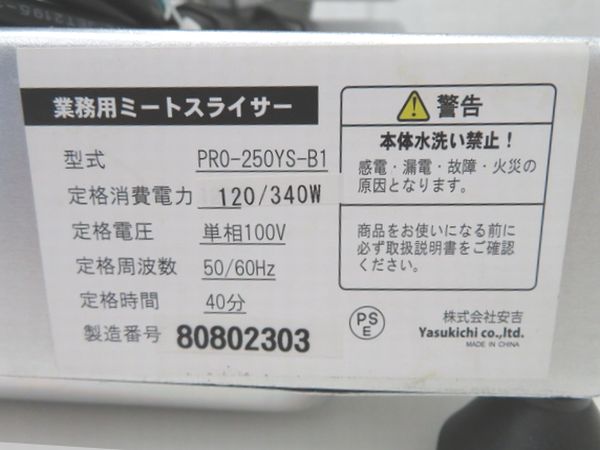 業務用ミートスライサー
型式 PRO-250YS-B1
定格消費電力 120/340W
定格電圧 単相100V
定格周波数 50/60Hz
定格時間 40分
製造番号 80802303
警告
本体水洗い禁止！
感電・漏電・故障・火災の
原因となります。
商品をお使いになる前に
必ず取扱説明書をご確認
ください。
PS
E
株式会社安吉
Yasukichi co.,ltd.
MADE IN CHINA